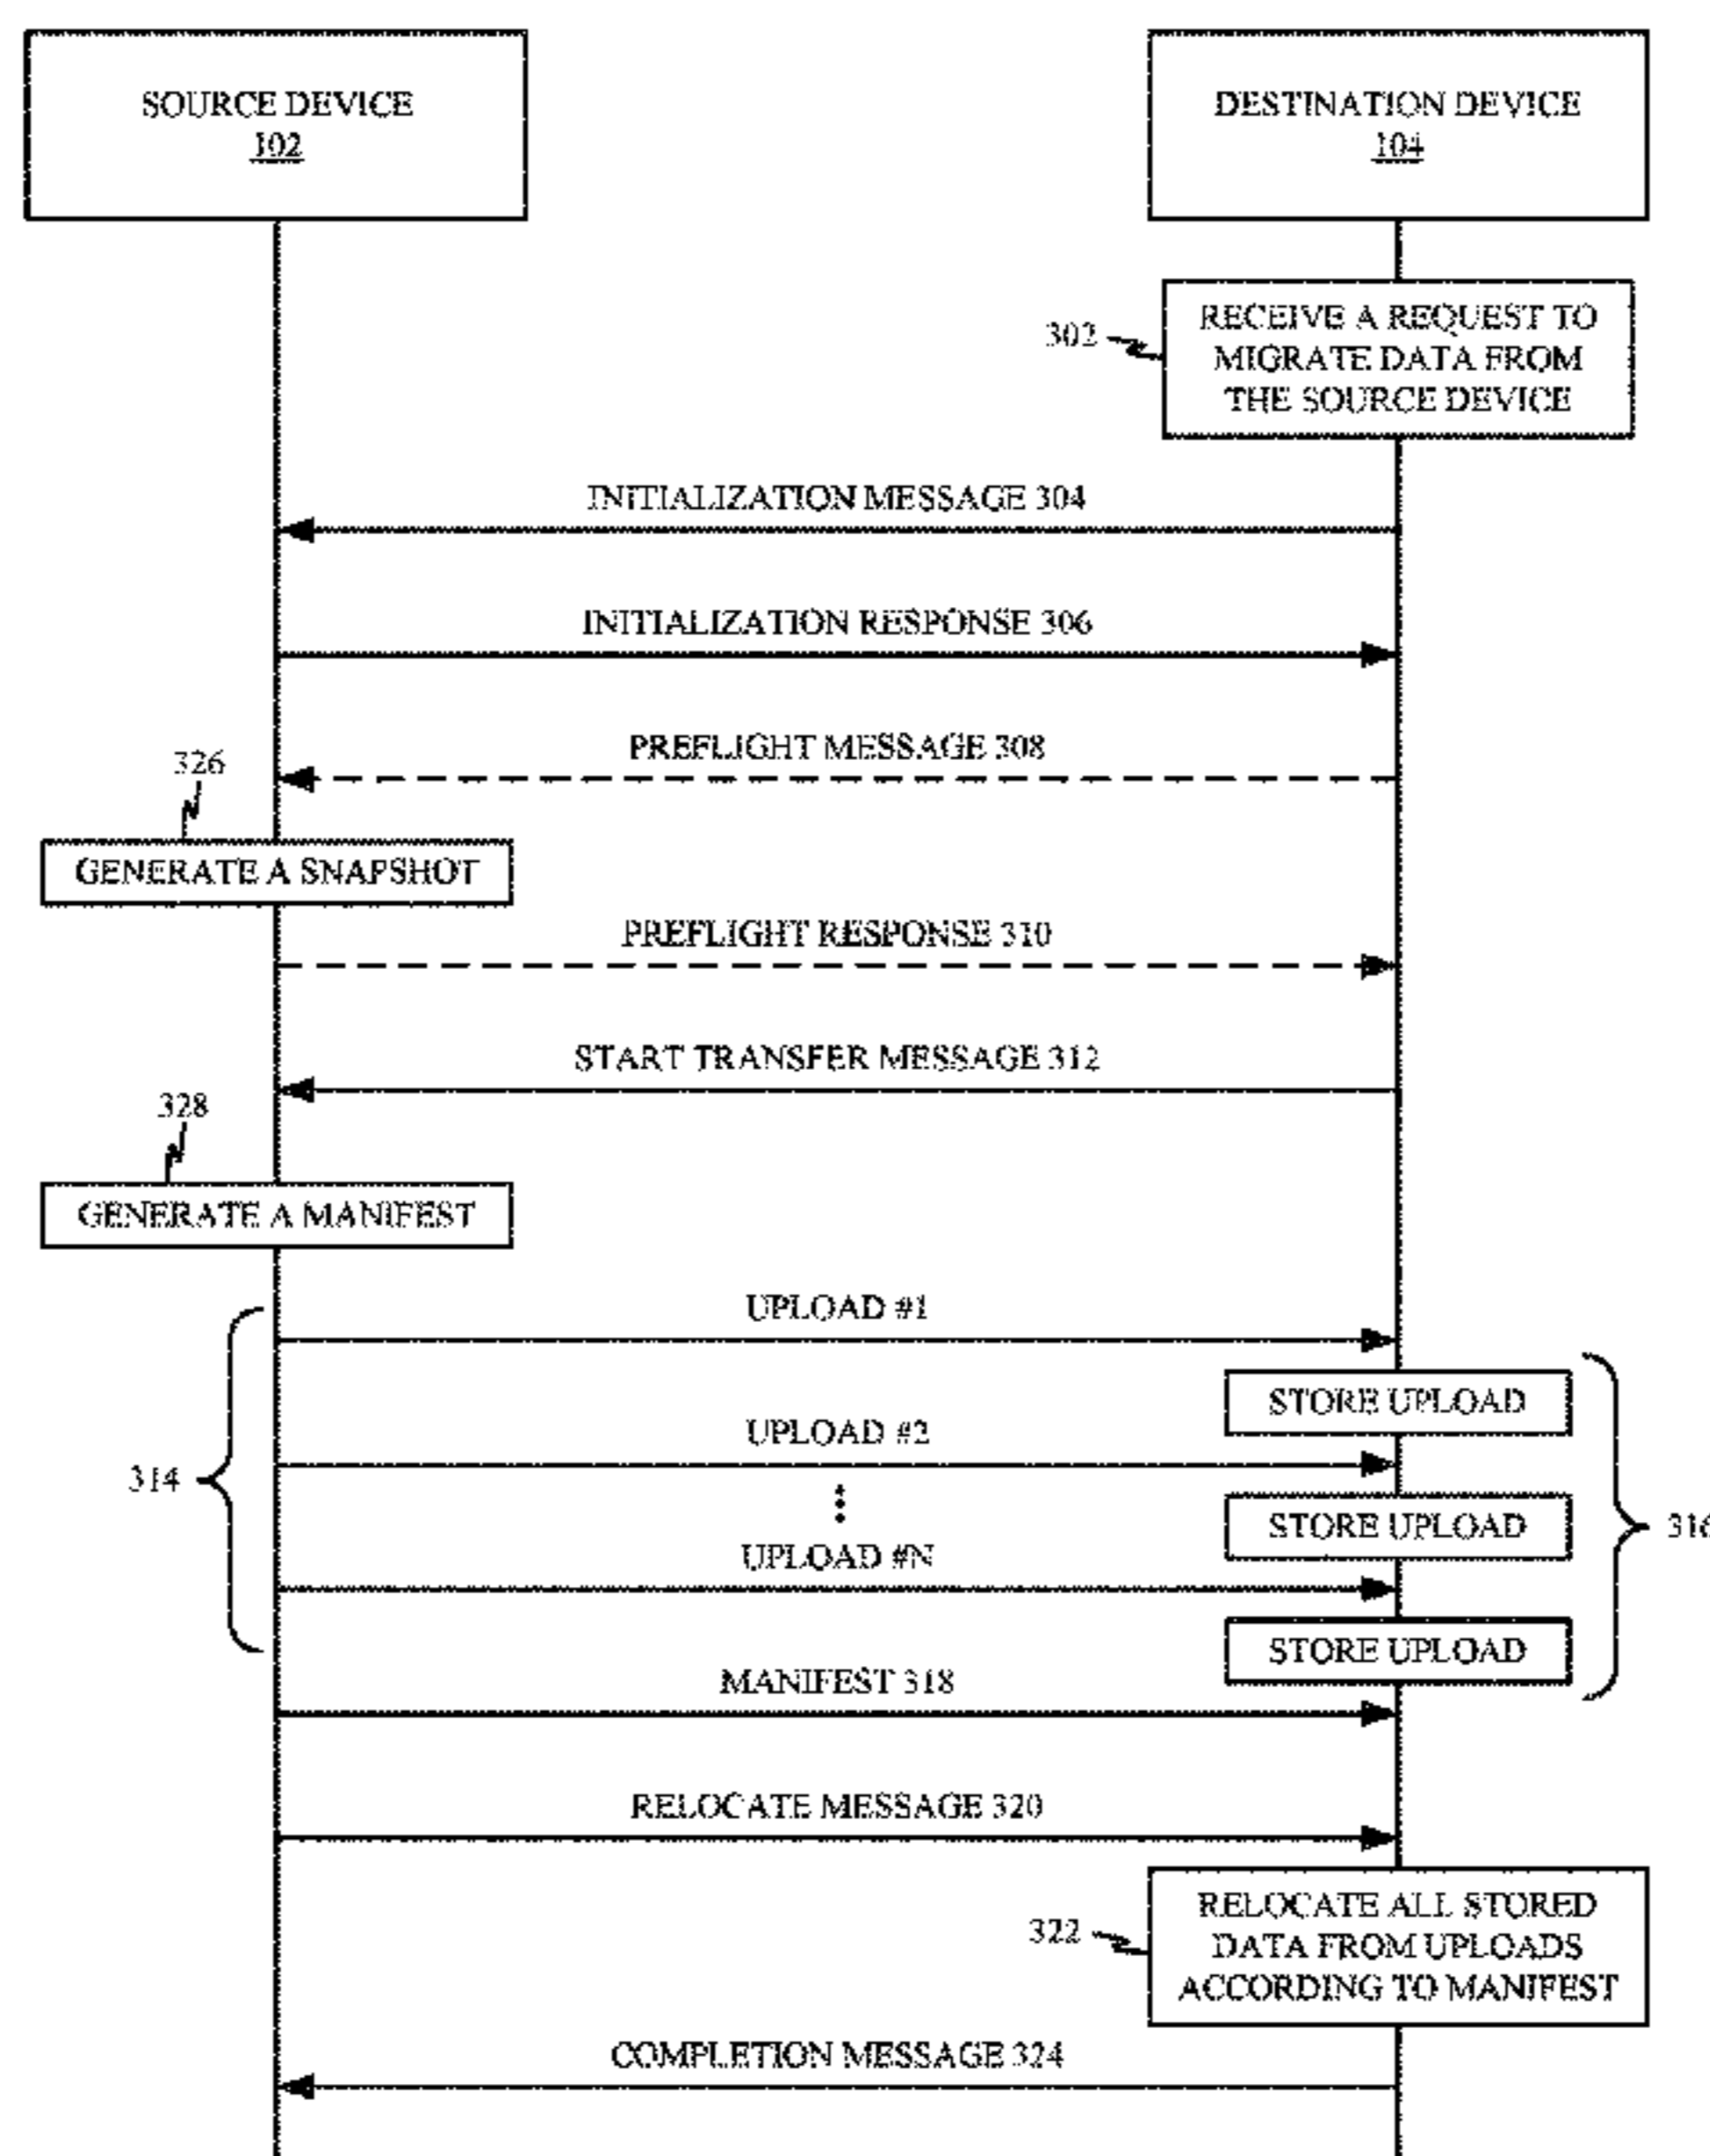 SOURCE DEVICE
102
DESTINATION DEVICE
104
302
RECEIVE A REQUEST TO
MIGRATE DATA FROM
THE SOURCE DEVICE
INITIALIZATION MESSAGE 304
INITIALIZATION RESPONSE 306
PREFLIGHT MESSAGE 308
326
GENERATE A SNAPSHOT
PREFLIGHT RESPONSE 310
START TRANSFER MESSAGE 312
328
GENERATE A MANIFEST
UPLOAD #1
STORE UPLOAD
UPLOAD #2
314
STORE UPLOAD
316
UPLOAD #N
STORE UPLOAD
MANIFEST 318
RELOCATE MESSAGE 320
322
RELOCATE ALL STORED
DATA FROM UPLOADS
ACCORDING TO MANIFEST
COMPLETION MESSAGE 324